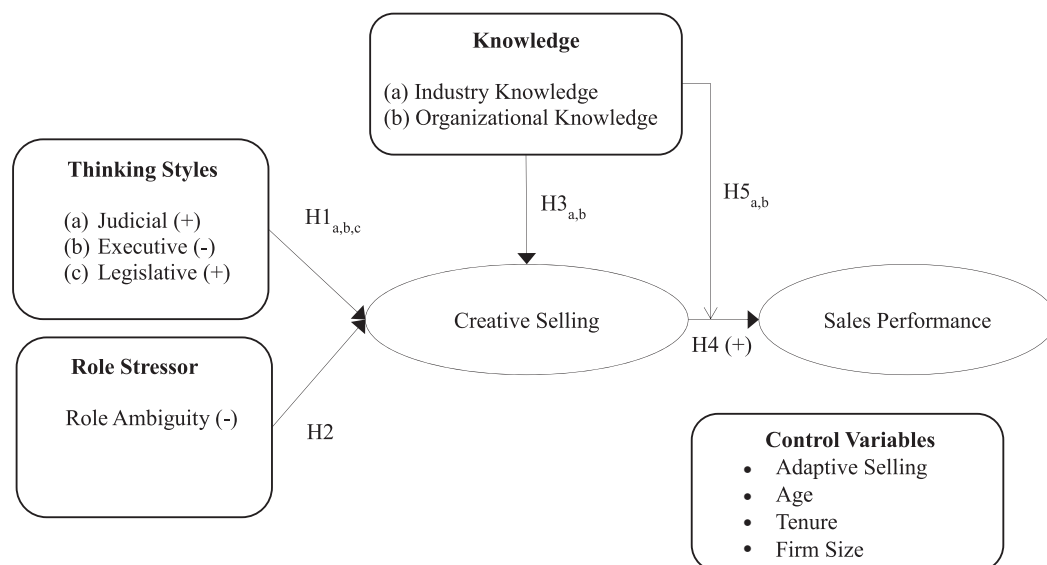 Knowledge
(a) Industry Knowledge
(b) Organizational Knowledge
Thinking Styles
(a) Judicial (+)
(b) Executive (-)
(c) Legislative (+)
H1a,b,c
H3a,b
H5a,b
Creative Selling
Sales Performance
H4 (+)
Role Stressor
Role Ambiguity (-)
H2
Control Variables
• Adaptive Selling
• Age
• Tenure
• Firm Size